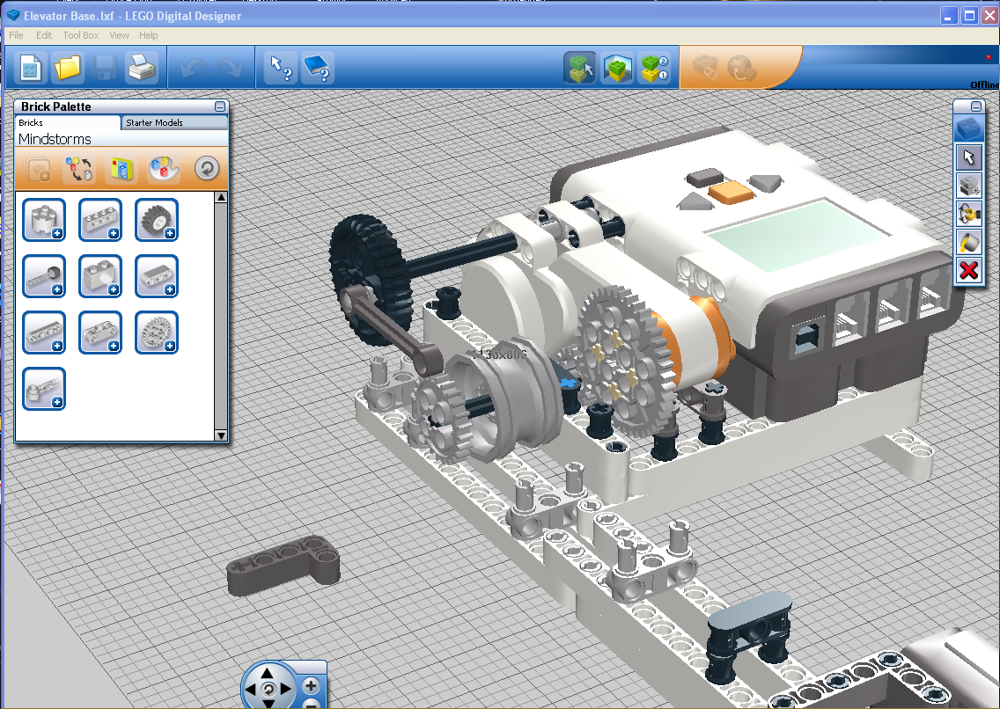 Elevator Base.lxf - LEGO Digital Designer
File Edit Tool Box View Help
Offline
Brick Palette
Bricks Starter Models
Mindstorms